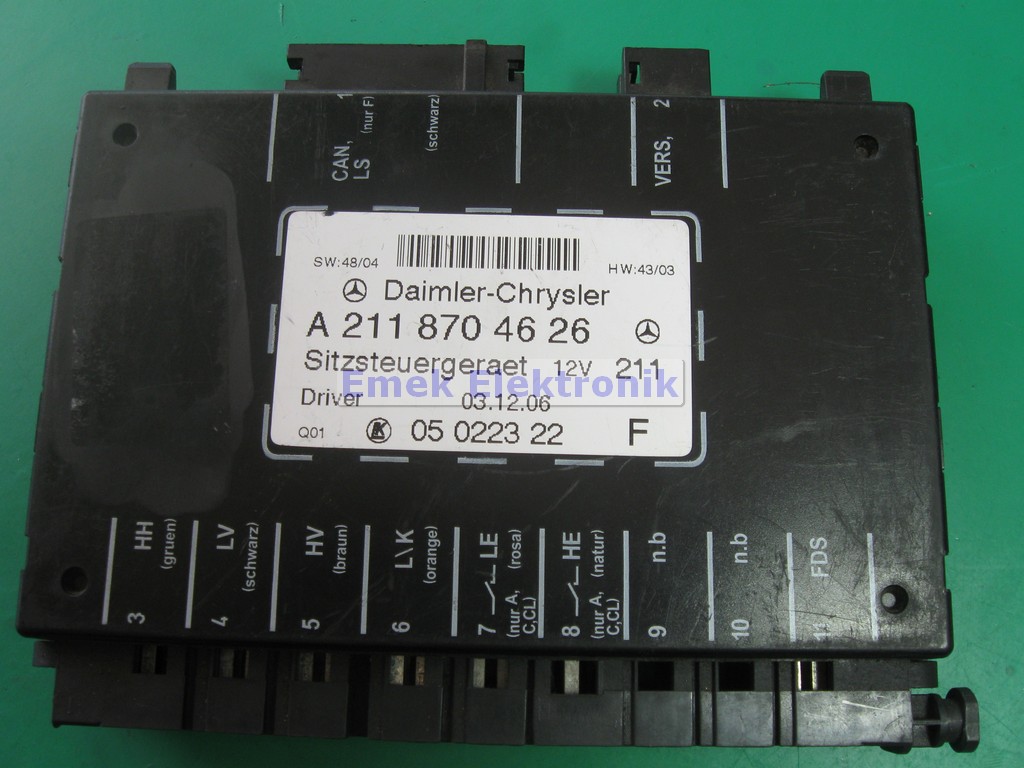 1
CAN,
LS
(nur F)
(schwarz)
2
VERS,
SW:48/04
HW:43/03
Daimler-Chrysler
A 211 870 46 26
Sitzsteuergeraet 12V 211
Emek Elektronik
Driver 03.12.06
Q01 05 0223 22 F
3 HH (gruen)
4 LV (schwarz)
5 HV (braun)
6 L\K (orange)
7 LE (nur A, C,CL) (rosa)
8 HE (nur A, C,CL) (natur)
9 n.b
10 n.b
11 FDS